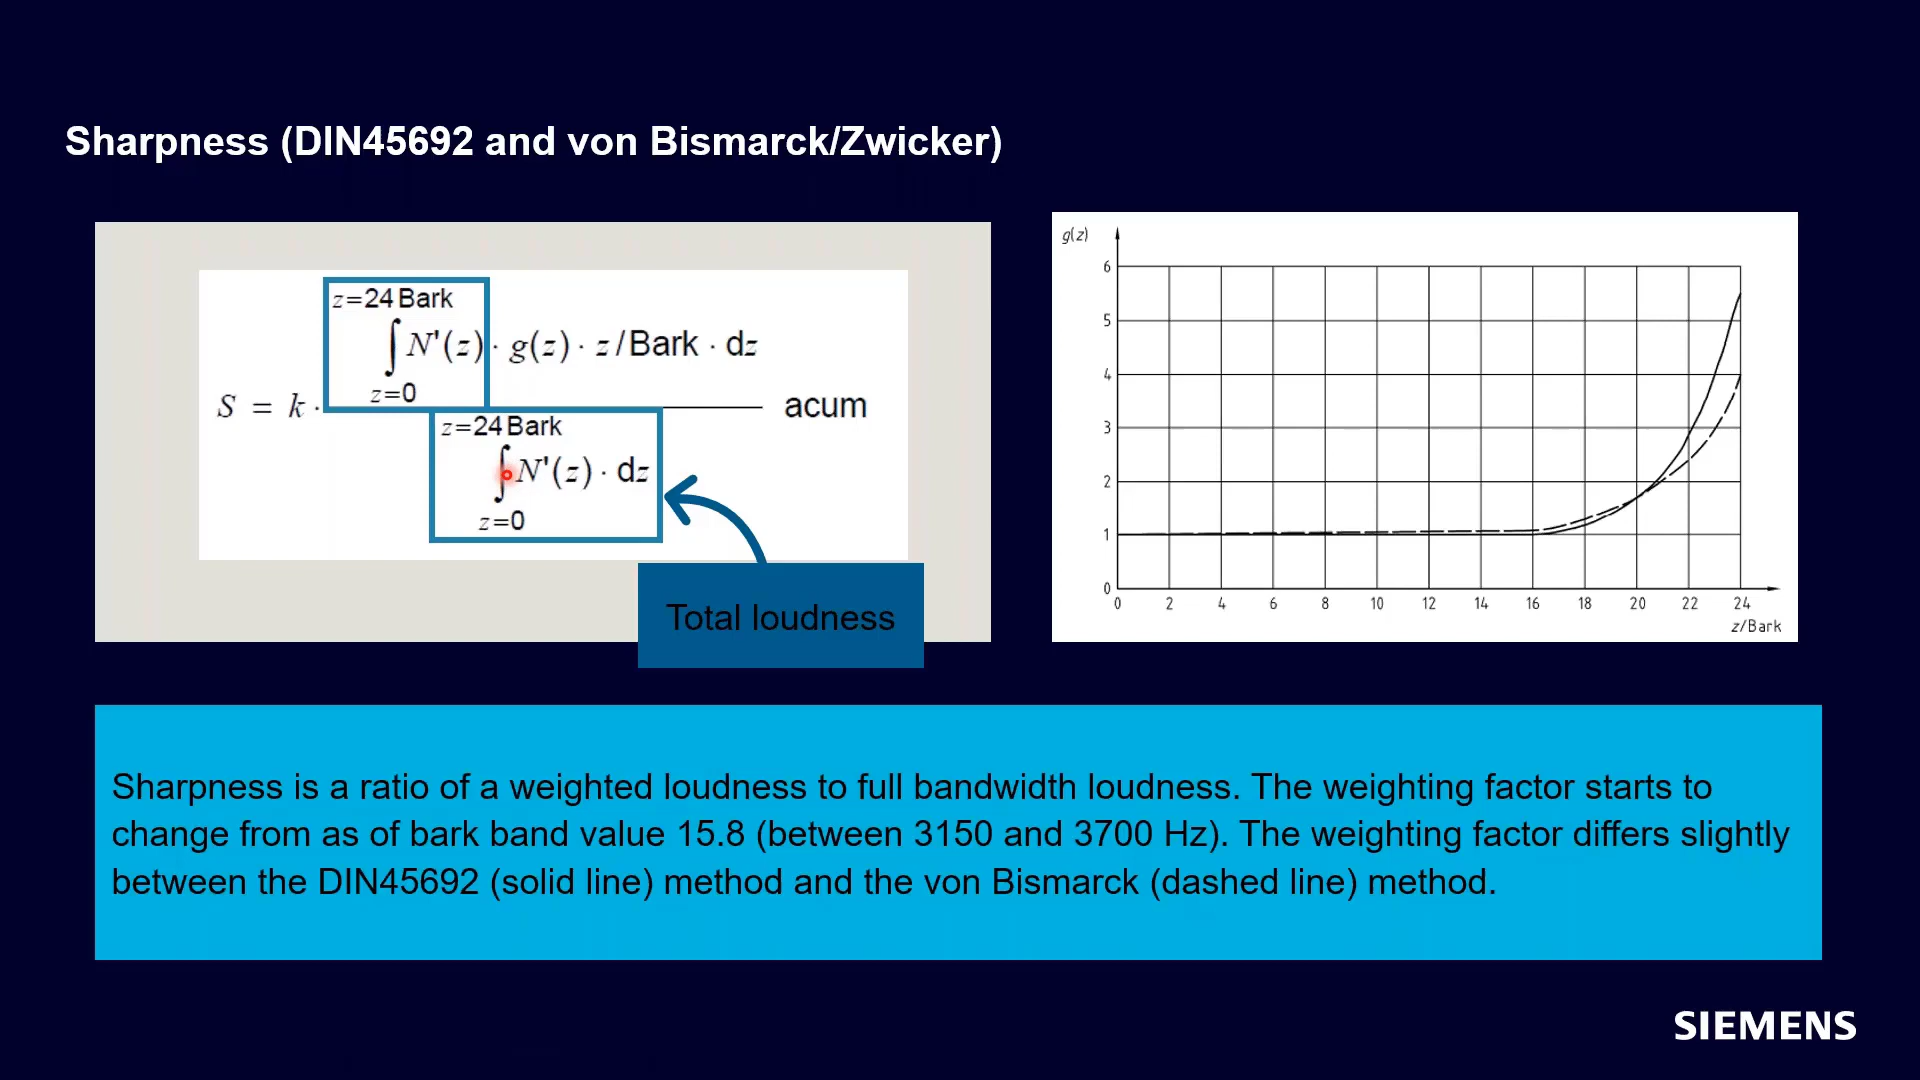 Sharpness (DIN45692 and von Bismarck/Zwicker)
z=24 Bark
∫ N'(z) · g(z) · z/Bark · dz
z=0
S = k ·
acum
z=24 Bark
∫ N'(z) · dz
z=0
Total loudness
g(z)
6
5
4
3
2
1
0
0 2 4 6 8 10 12 14 16 18 20 22 24
z/Bark
Sharpness is a ratio of a weighted loudness to full bandwidth loudness. The weighting factor starts to
change from as of bark band value 15.8 (between 3150 and 3700 Hz). The weighting factor differs slightly
between the DIN45692 (solid line) method and the von Bismarck (dashed line) method.
SIEMENS